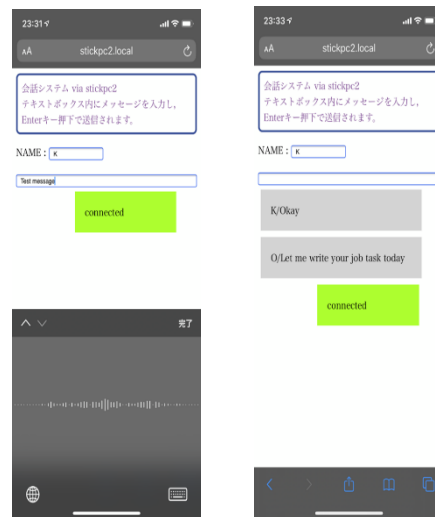 23:31
AA stickpc2.local
会話システム via stickpc2
テキストボックス内にメッセージを入力し,
Enterキー押下で送信されます。
NAME : K
Test message
connected
完了
23:33
AA stickpc2.local
会話システム via stickpc2
テキストボックス内にメッセージを入力し,
Enterキー押下で送信されます。
NAME : K
K/Okay
O/Let me write your job task today
connected